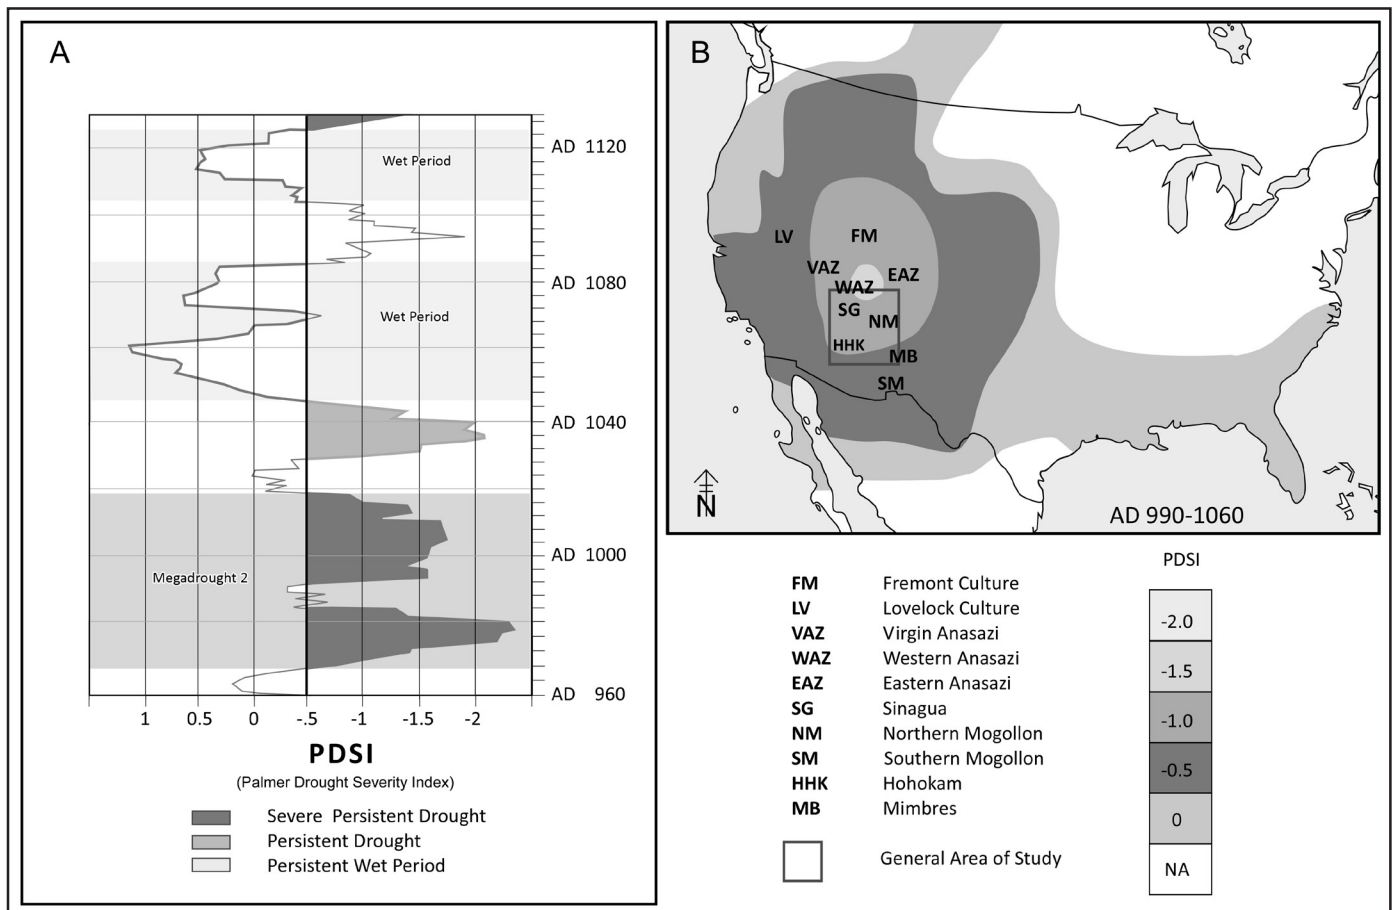 A
AD 1120
Wet Period
AD 1080
Wet Period
AD 1040
AD 1000
Megadrought 2
AD 960
1 0.5 0 -.5 -1 -1.5 -2
PDSI
(Palmer Drought Severity Index)
Severe Persistent Drought
Persistent Drought
Persistent Wet Period
B
LV FM
VAZ EAZ
WAZ
SG
NM
HHK
MB
SM
N
AD 990-1060
FM Fremont Culture
LV Lovelock Culture
VAZ Virgin Anasazi
WAZ Western Anasazi
EAZ Eastern Anasazi
SG Sinagua
NM Northern Mogollon
SM Southern Mogollon
HHK Hohokam
MB Mimbres
General Area of Study
PDSI
-2.0
-1.5
-1.0
-0.5
0
NA